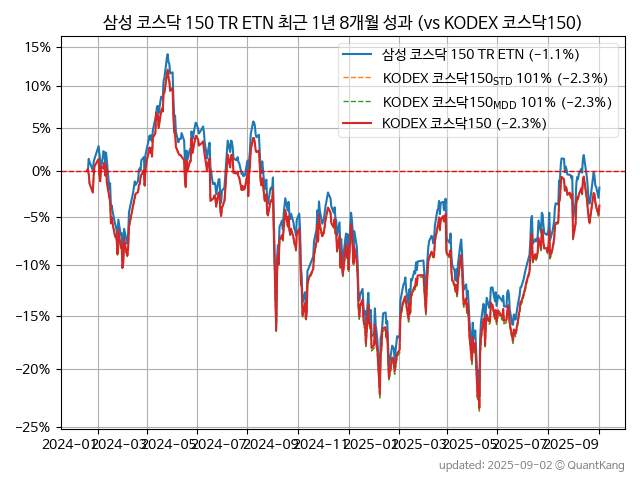 삼성 코스닥 150 TR ETN 최근 1년 8개월 성과 (vs KODEX 코스닥150)
15%
10%
5%
0%
−5%
−10%
−15%
−20%
−25%
삼성 코스닥 150 TR ETN (−1.1%)
KODEX 코스닥150STD 101% (−2.3%)
KODEX 코스닥150MDD 101% (−2.3%)
KODEX 코스닥150 (−2.3%)
2024-01 2024-03 2024-05 2024-07 2024-09 2024-11 2025-01 2025-03 2025-05 2025-07 2025-09
updated: 2025-09-02 © QuantKang